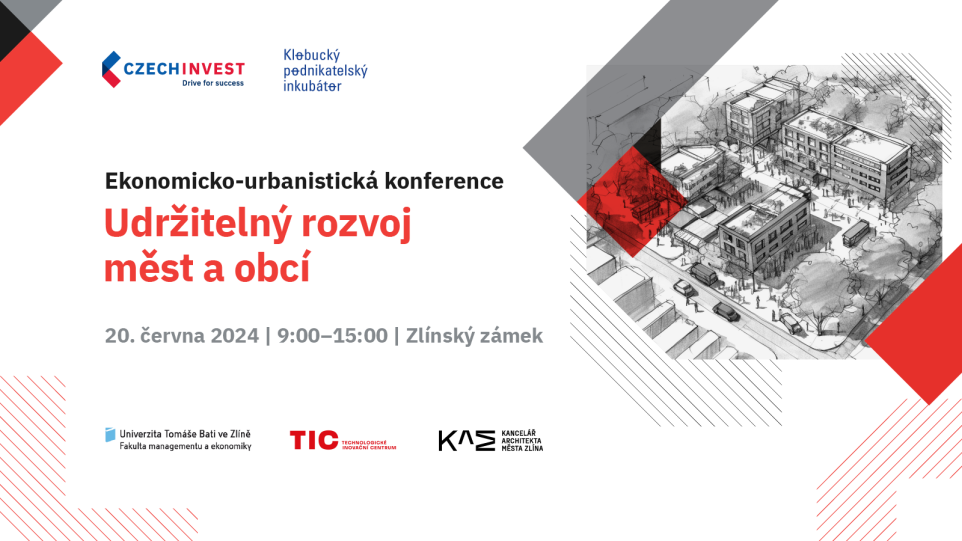 CZECHINVEST
Drive for success
Klobucký
podnikatelský
inkubátor
Ekonomicko-urbanistická konference
Udržitelný rozvoj
měst a obcí
20. června 2024 | 9:00–15:00 | Zlínský zámek
Univerzita Tomáše Bati ve Zlíně
Fakulta managementu a ekonomiky
TIC TECHNOLOGICKÉ
INOVAČNÍ CENTRUM
KAM KANCELÁŘ
ARCHITEKTA
MĚSTA ZLÍNA